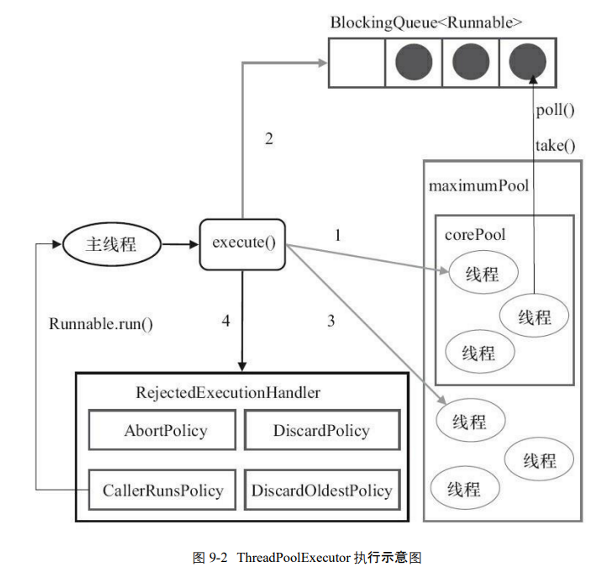 BlockingQueue<Runnable>
poll()
2
take()
maximumPool
corePool
主线程
execute()
1
线程
线程
Runnable.run()
4
3
线程
RejectedExecutionHandler
AbortPolicy
DiscardPolicy
线程
线程
CallerRunsPolicy
DiscardOldestPolicy
线程
图 9-2 ThreadPoolExecutor 执行示意图